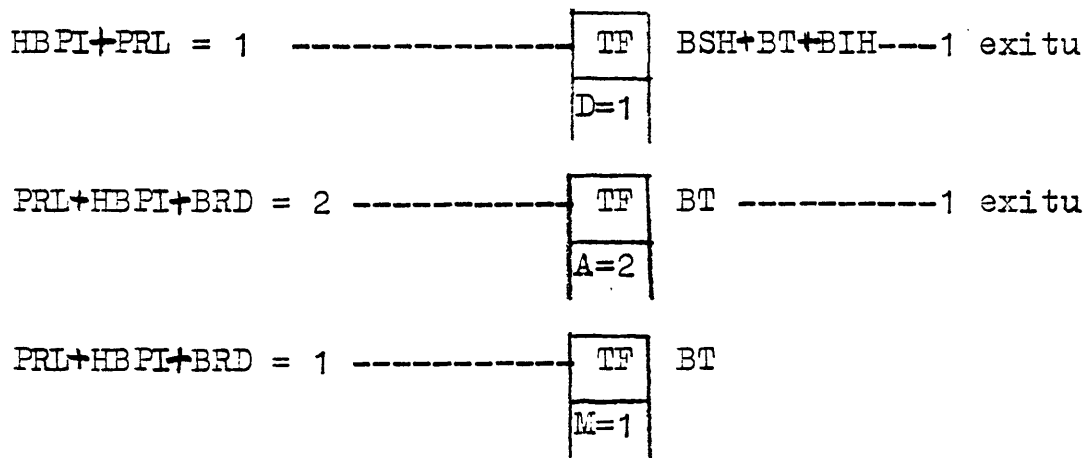 HBPI+PRL = 1 ---------------- TF BSH+BT+BIH---1 exitu
D=1
PRL+HBPI+BRD = 2 ------------ TF BT ----------1 exitu
A=2
PRL+HBPI+BRD = 1 ------------ TF BT
M=1